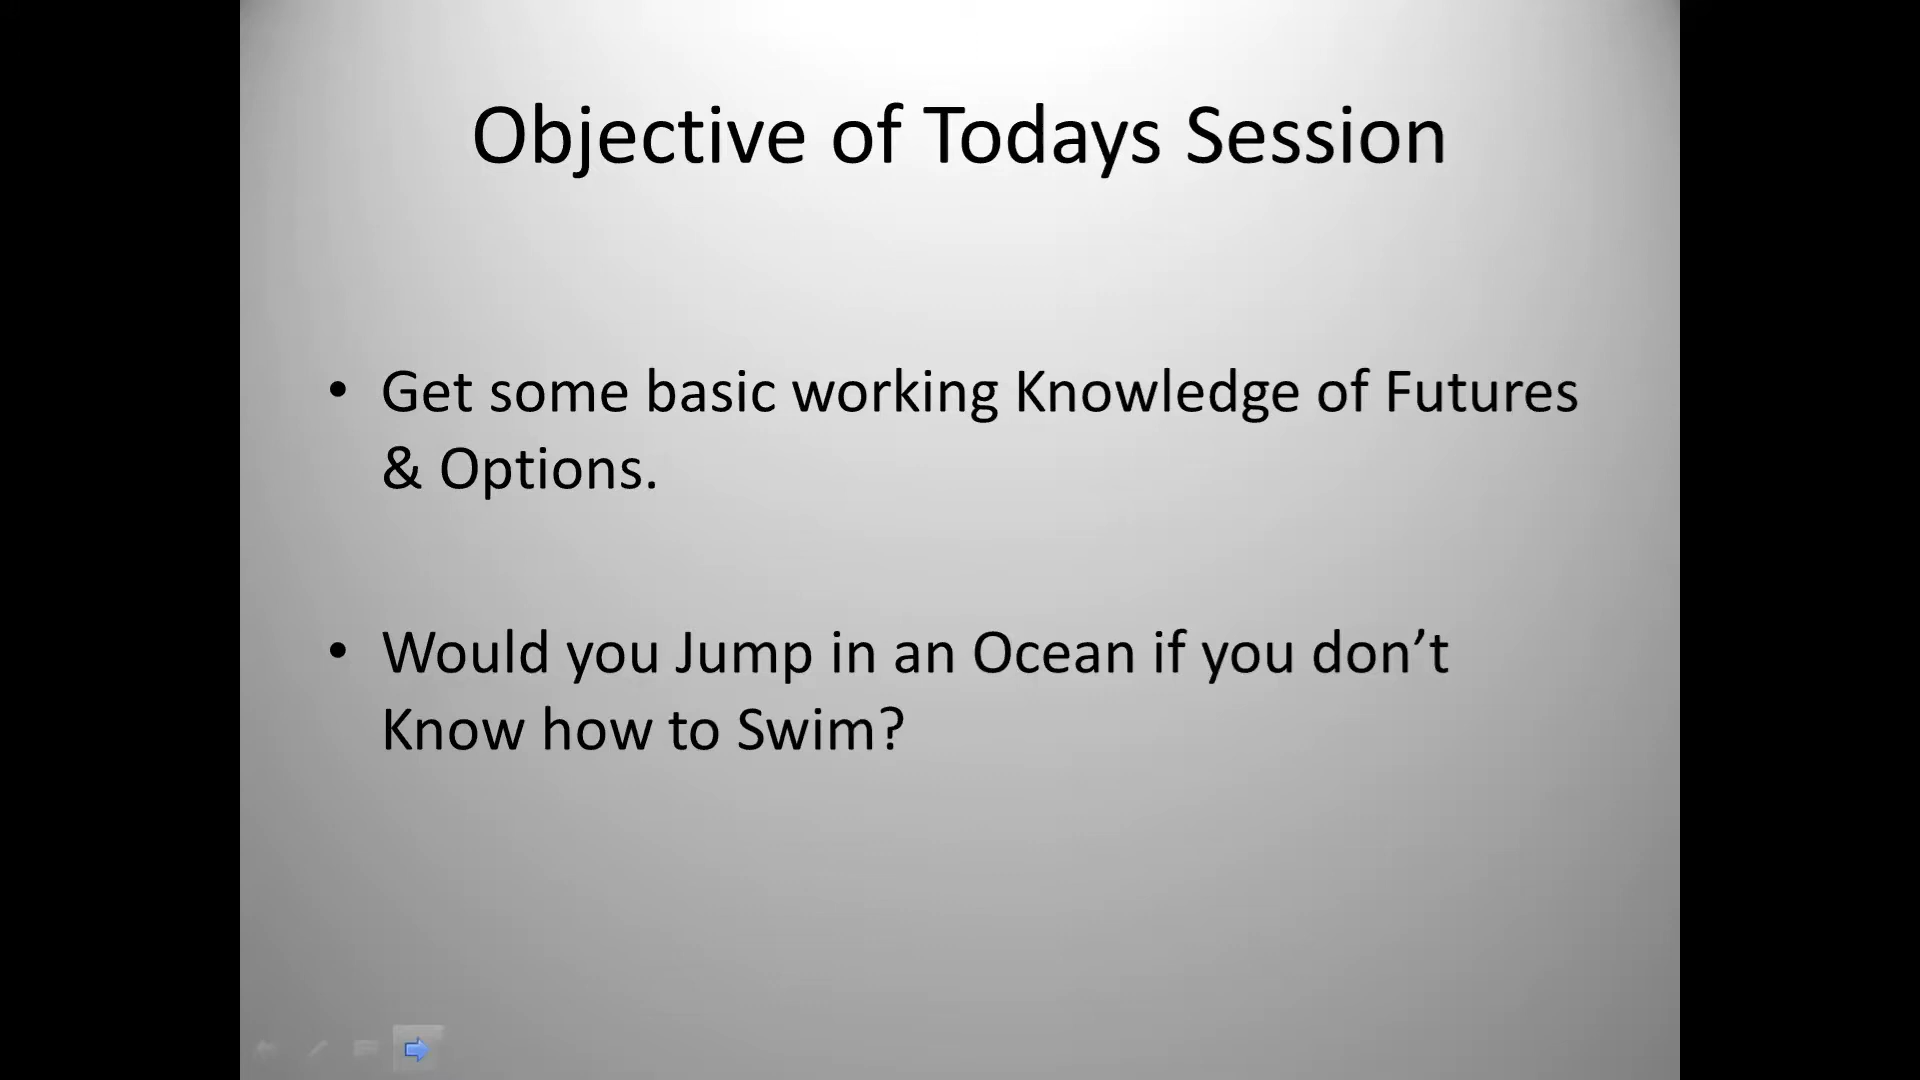 Objective of Todays Session
• Get some basic working Knowledge of Futures
& Options.
• Would you Jump in an Ocean if you don’t
Know how to Swim?